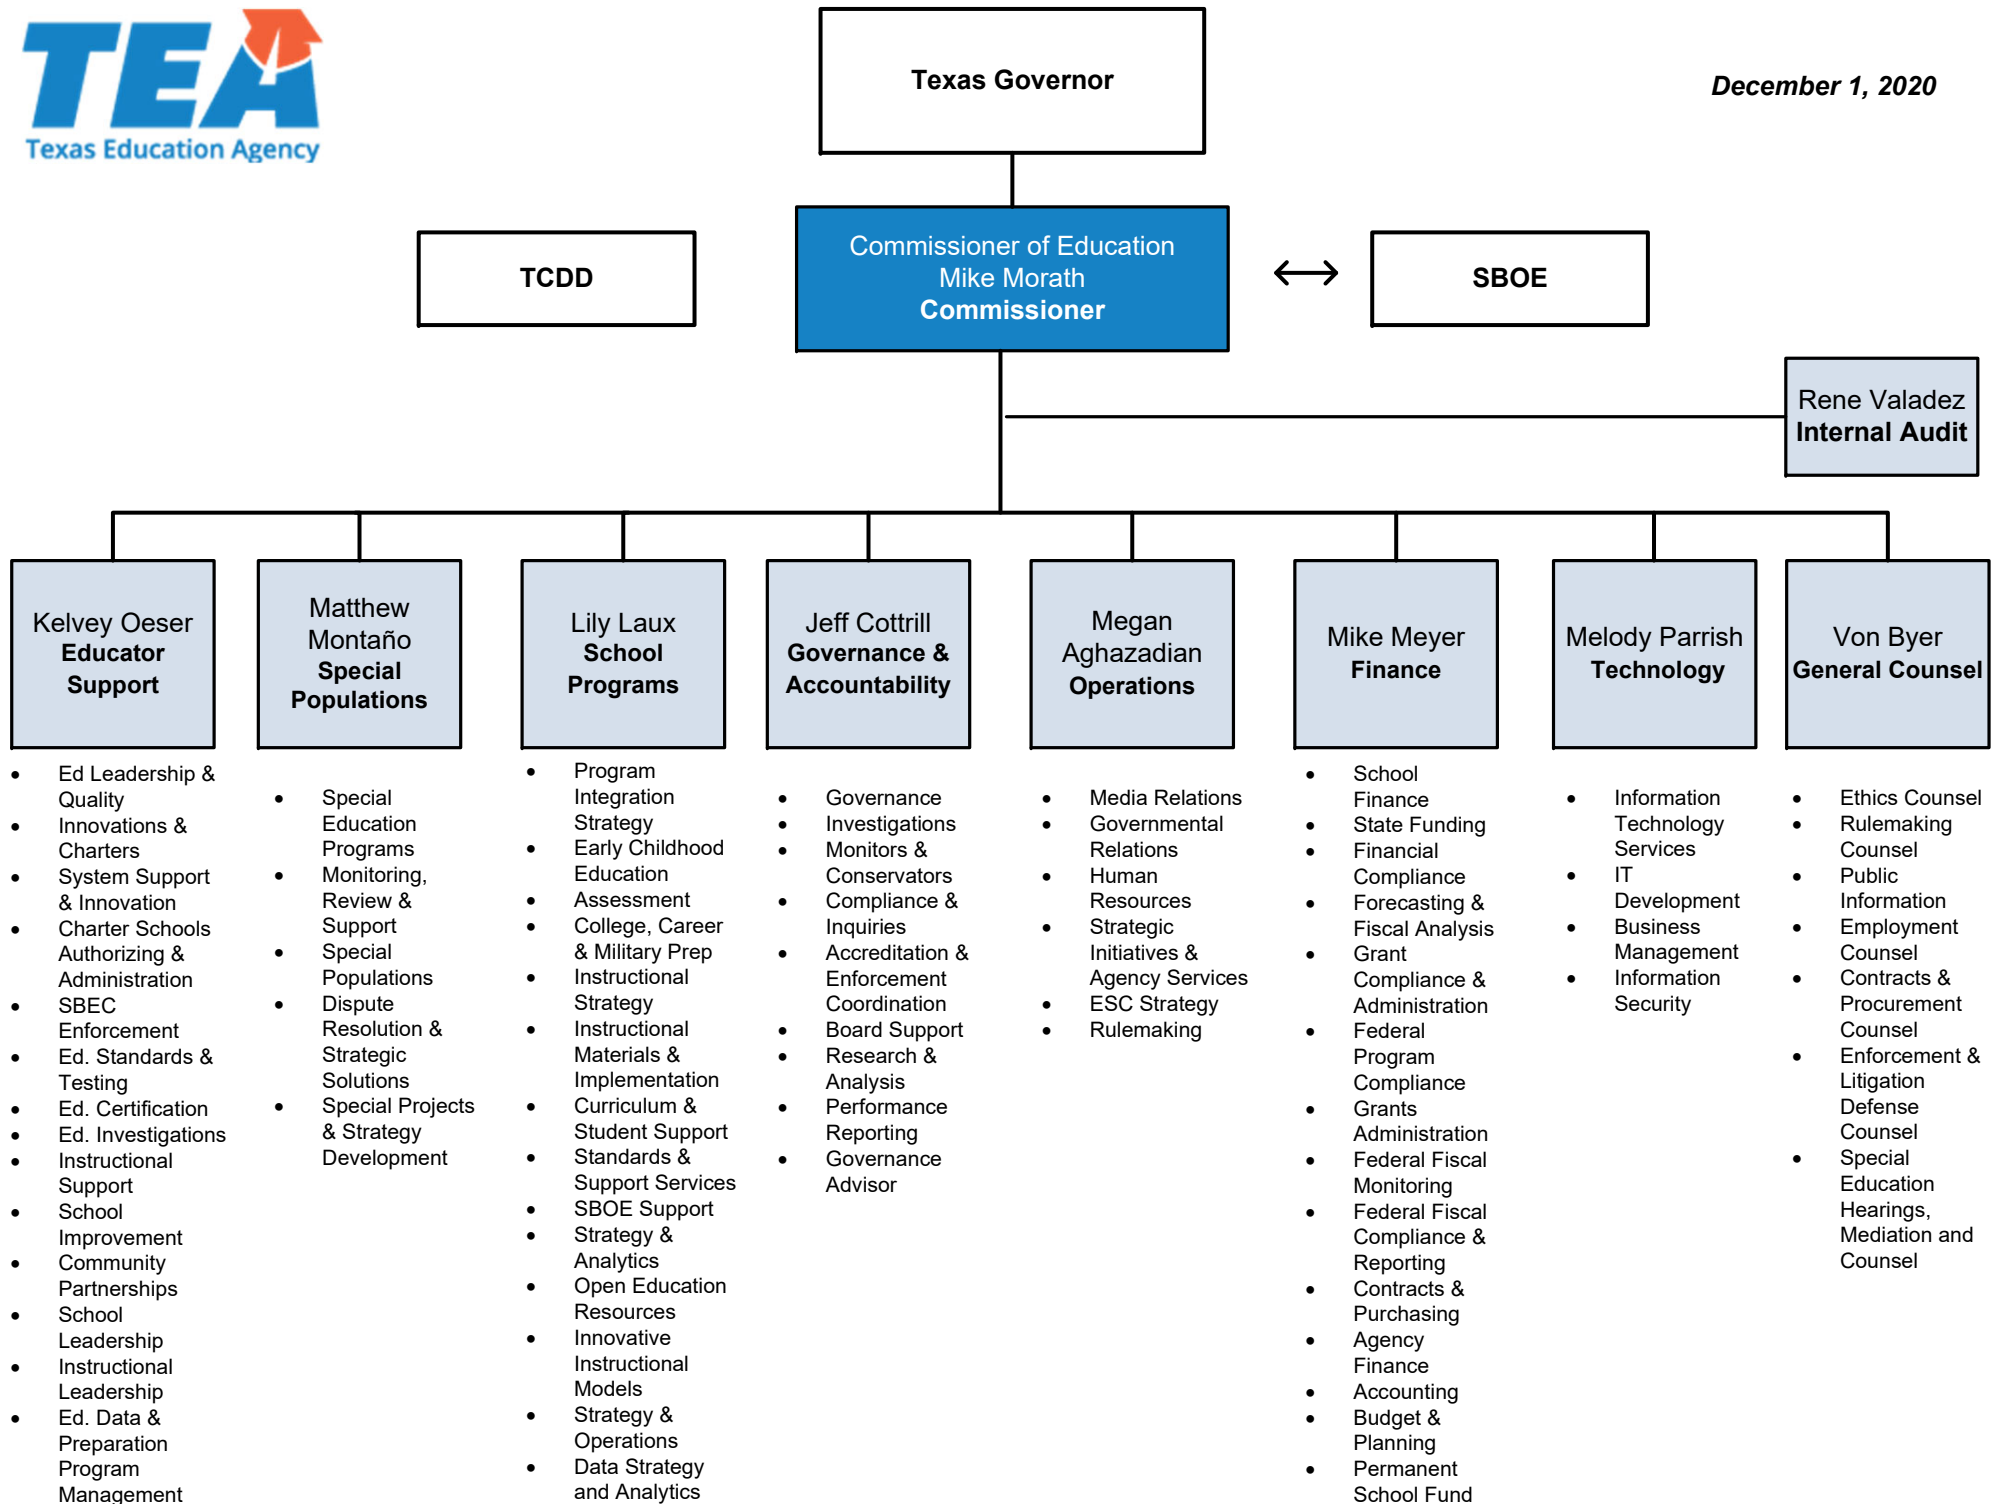 TEA
Texas Education Agency
Texas Governor
December 1, 2020
TCDD
Commissioner of Education
Mike Morath
Commissioner
SBOE
Rene Valadez
Internal Audit
Kelvey Oeser
Educator
Support
• Ed Leadership &
Quality
• Innovations &
Charters
• System Support
& Innovation
• Charter Schools
Authorizing &
Administration
• SBEC
Enforcement
• Ed. Standards &
Testing
• Ed. Certification
• Ed. Investigations
• Instructional
Support
• School
Improvement
• Community
Partnerships
• School
Leadership
• Instructional
Leadership
• Ed. Data &
Preparation
Program
Management
Matthew
Montaño
Special
Populations
• Special
Education
Programs
• Monitoring,
Review &
Support
• Special
Populations
• Dispute
Resolution &
Strategic
Solutions
• Special Projects
& Strategy
Development
Lily Laux
School
Programs
• Program
Integration
Strategy
• Early Childhood
Education
• Assessment
• College, Career
& Military Prep
• Instructional
Strategy
• Instructional
Materials &
Implementation
• Curriculum &
Student Support
• Standards &
Support Services
• SBOE Support
• Strategy &
Analytics
• Open Education
Resources
• Innovative
Instructional
Models
• Strategy &
Operations
• Data Strategy
and Analytics
Jeff Cottrill
Governance &
Accountability
• Governance
• Investigations
• Monitors &
Conservators
• Compliance &
Inquiries
• Accreditation &
Enforcement
Coordination
• Board Support
• Research &
Analysis
• Performance
Reporting
• Governance
Advisor
Megan
Aghazadian
Operations
• Media Relations
• Governmental
Relations
• Human
Resources
• Strategic
Initiatives &
Agency Services
• ESC Strategy
• Rulemaking
Mike Meyer
Finance
• School
Finance
• State Funding
• Financial
Compliance
• Forecasting &
Fiscal Analysis
• Grant
Compliance &
Administration
• Federal
Program
Compliance
• Grants
Administration
• Federal Fiscal
Monitoring
• Federal Fiscal
Compliance &
Reporting
• Contracts &
Purchasing
• Agency
Finance
• Accounting
• Budget &
Planning
• Permanent
School Fund
Melody Parrish
Technology
• Information
Technology
Services
• IT
Development
• Business
Management
• Information
Security
Von Byer
General Counsel
• Ethics Counsel
• Rulemaking
Counsel
• Public
Information
• Employment
Counsel
• Contracts &
Procurement
Counsel
• Enforcement &
Litigation
Defense
Counsel
• Special
Education
Hearings,
Mediation and
Counsel